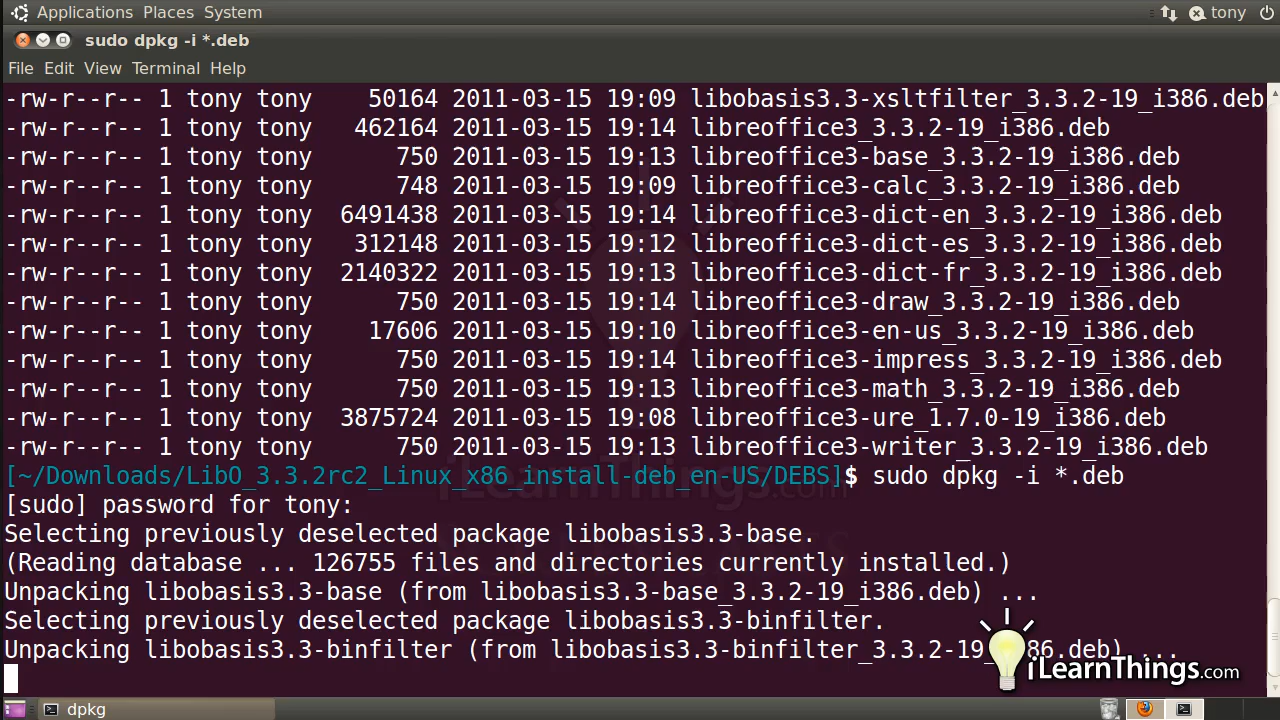 Applications Places System tony
sudo dpkg -i *.deb
File Edit View Terminal Help
-rw-r--r-- 1 tony tony    50164 2011-03-15 19:09 libobasis3.3-xsltfilter_3.3.2-19_i386.deb
-rw-r--r-- 1 tony tony   462164 2011-03-15 19:14 libreoffice3_3.3.2-19_i386.deb
-rw-r--r-- 1 tony tony      750 2011-03-15 19:13 libreoffice3-base_3.3.2-19_i386.deb
-rw-r--r-- 1 tony tony      748 2011-03-15 19:09 libreoffice3-calc_3.3.2-19_i386.deb
-rw-r--r-- 1 tony tony  6491438 2011-03-15 19:14 libreoffice3-dict-en_3.3.2-19_i386.deb
-rw-r--r-- 1 tony tony   312148 2011-03-15 19:12 libreoffice3-dict-es_3.3.2-19_i386.deb
-rw-r--r-- 1 tony tony  2140322 2011-03-15 19:13 libreoffice3-dict-fr_3.3.2-19_i386.deb
-rw-r--r-- 1 tony tony      750 2011-03-15 19:14 libreoffice3-draw_3.3.2-19_i386.deb
-rw-r--r-- 1 tony tony    17606 2011-03-15 19:10 libreoffice3-en-us_3.3.2-19_i386.deb
-rw-r--r-- 1 tony tony      750 2011-03-15 19:14 libreoffice3-impress_3.3.2-19_i386.deb
-rw-r--r-- 1 tony tony      750 2011-03-15 19:13 libreoffice3-math_3.3.2-19_i386.deb
-rw-r--r-- 1 tony tony  3875724 2011-03-15 19:08 libreoffice3-ure_1.7.0-19_i386.deb
-rw-r--r-- 1 tony tony      750 2011-03-15 19:13 libreoffice3-writer_3.3.2-19_i386.deb
[~/Downloads/LibO_3.3.2rc2_Linux_x86_install-deb_en-US/DEBS]$ sudo dpkg -i *.deb
[sudo] password for tony:
Selecting previously deselected package libobasis3.3-base.
(Reading database ... 126755 files and directories currently installed.)
Unpacking libobasis3.3-base (from libobasis3.3-base_3.3.2-19_i386.deb) ...
Selecting previously deselected package libobasis3.3-binfilter.
Unpacking libobasis3.3-binfilter (from libobasis3.3-binfilter_3.3.2-19_i386.deb) ...
iLearnThings.com
dpkg